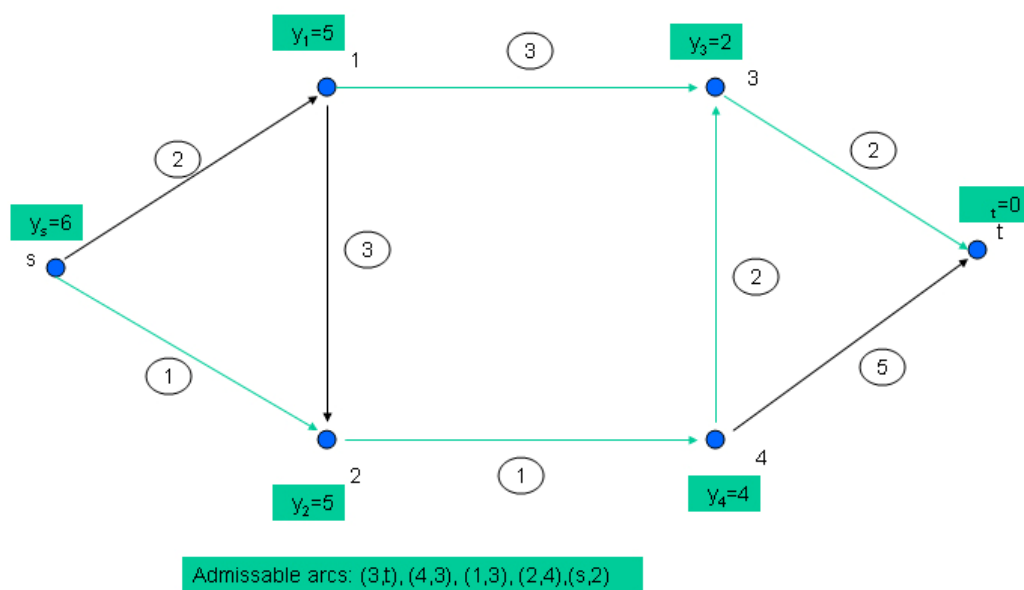 y₁=5
1
3
y₃=2
3
2
2
yₛ=6
s
3
2
ₜ=0
t
1
5
2
y₂=5
1
4
y₄=4
Admissable arcs: (3,t), (4,3), (1,3), (2,4),(s,2)